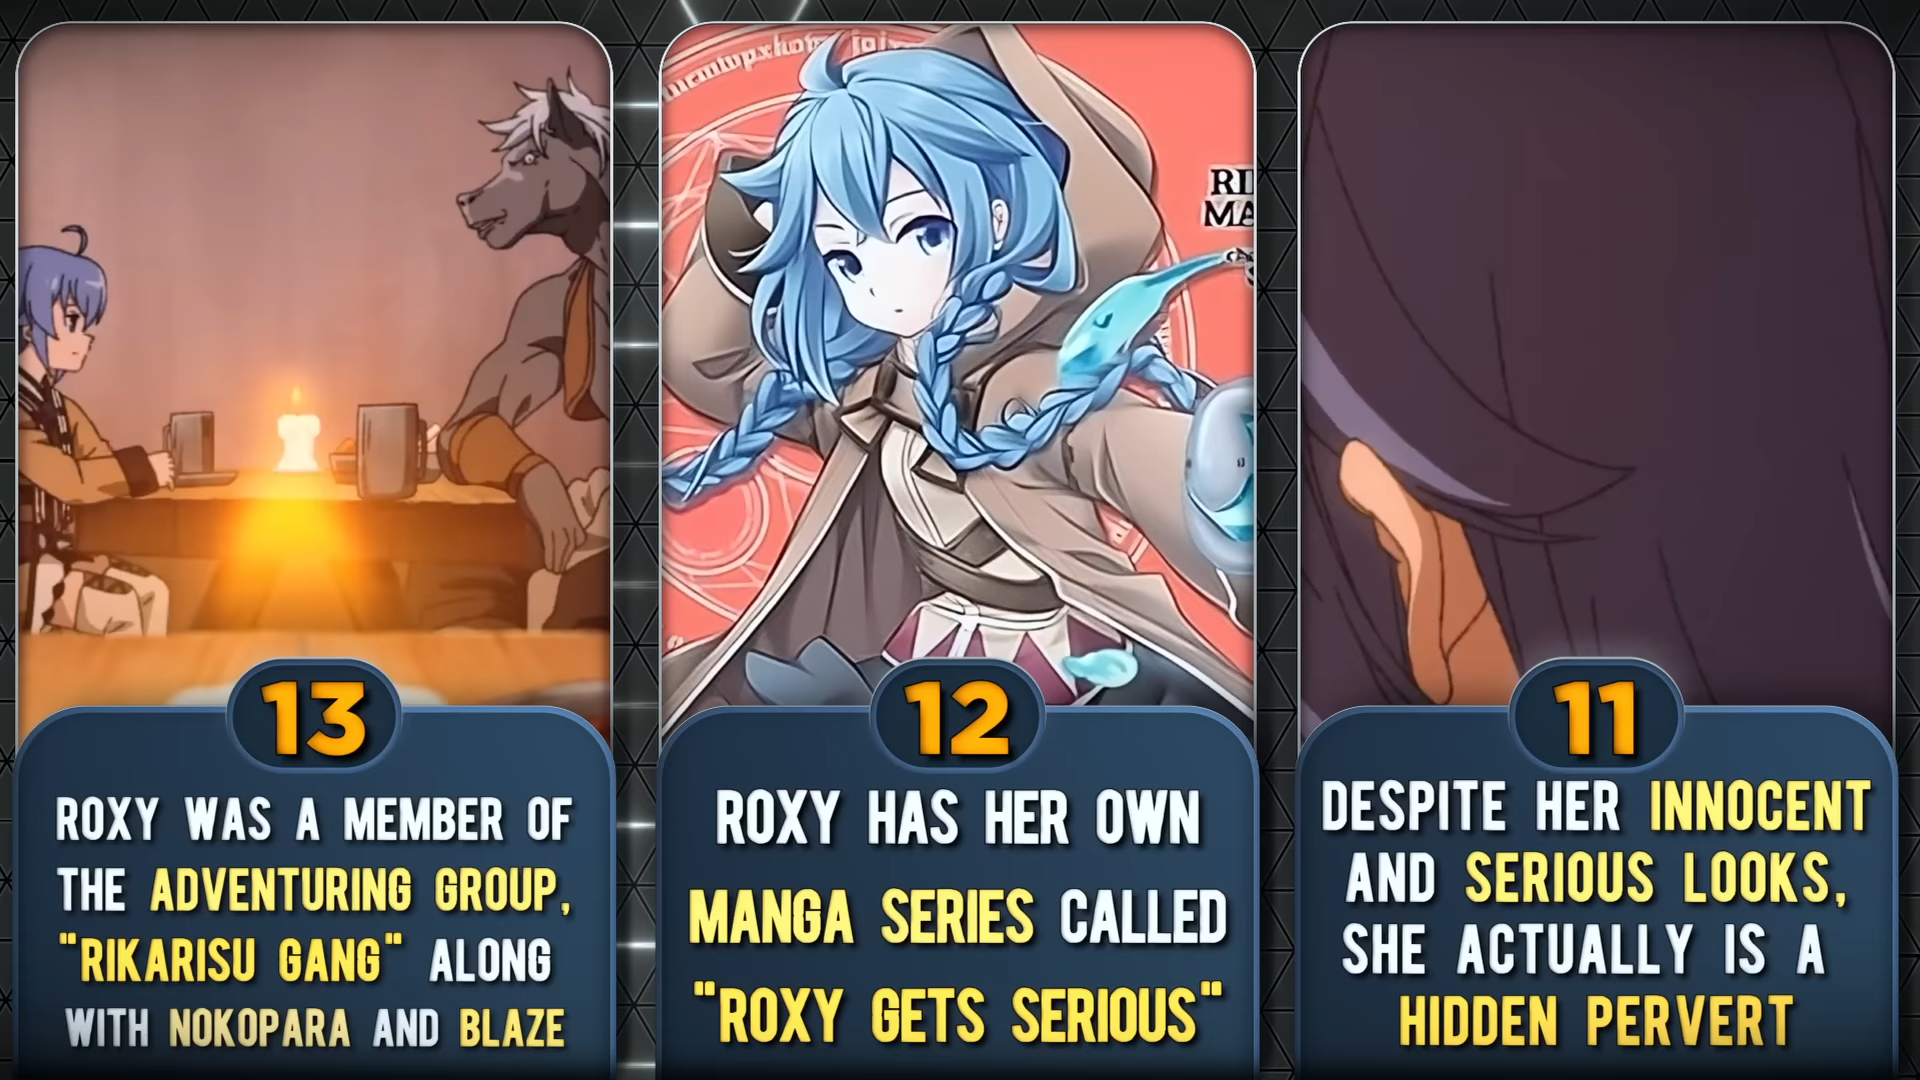 13
ROXY WAS A MEMBER OF
THE ADVENTURING GROUP,
"RIKARISU GANG" ALONG
WITH NOKOPARA AND BLAZE
RI
MA
12
ROXY HAS HER OWN
MANGA SERIES CALLED
"ROXY GETS SERIOUS"
11
DESPITE HER INNOCENT
AND SERIOUS LOOKS,
SHE ACTUALLY IS A
HIDDEN PERVERT